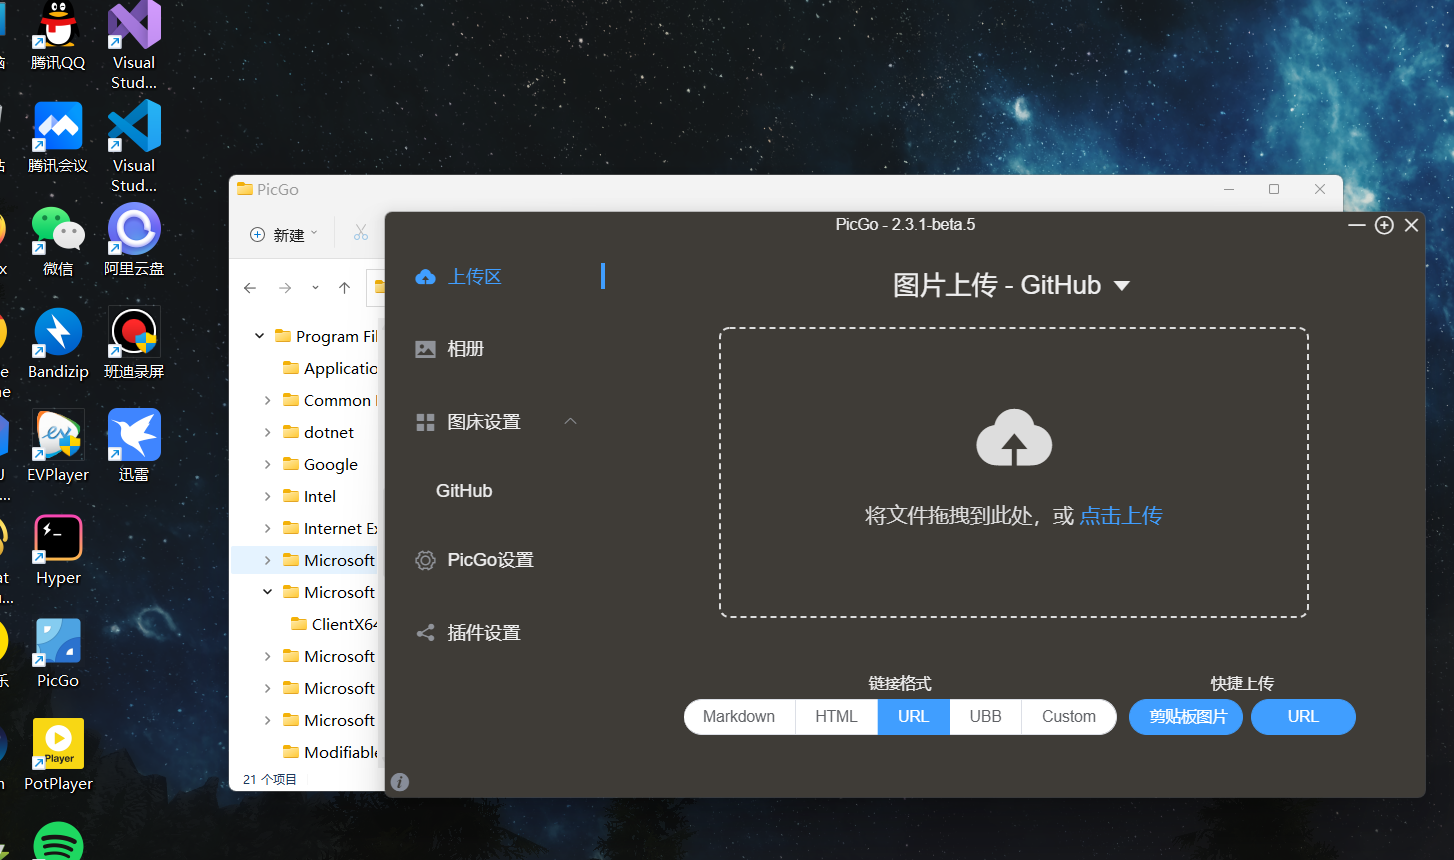 腾讯QQ
Visual
Stud...
腾讯会议
Visual
Stud...
微信
阿里云盘
Bandizip
班迪录屏
EVPlayer
迅雷
Hyper
PicGo
Player
PotPlayer
PicGo
新建
Program Fil
Applicatio
Common
dotnet
Google
Intel
Internet Ex
Microsoft
Microsoft
ClientX64
Microsoft
Microsoft
Microsoft
Modifiable
21 个项目
PicGo - 2.3.1-beta.5
上传区
相册
图床设置
GitHub
PicGo设置
插件设置
图片上传 - GitHub
将文件拖拽到此处，或 点击上传
链接格式
快捷上传
Markdown
HTML
URL
UBB
Custom
剪贴板图片
URL